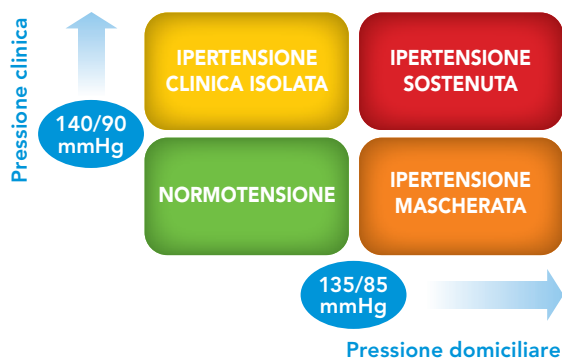 Pressione clinica
140/90
mmHg
IPERTENSIONE
CLINICA ISOLATA
IPERTENSIONE
SOSTENUTA
NORMOTENSIONE
IPERTENSIONE
MASCHERATA
135/85
mmHg
Pressione domiciliare